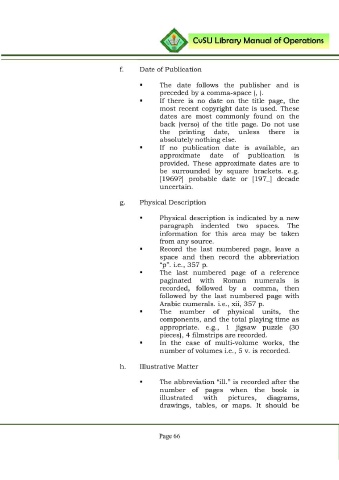 CvSU Library Manual of Operations
f. Date of Publication
▪ The date follows the publisher and is
preceded by a comma-space (, ).
▪ If there is no date on the title page, the
most recent copyright date is used. These
dates are most commonly found on the
back (verso) of the title page. Do not use
the printing date, unless there is
absolutely nothing else.
▪ If no publication date is available, an
approximate date of publication is
provided. These approximate dates are to
be surrounded by square brackets. e.g.
[1969?] probable date or [197_] decade
uncertain.
g. Physical Description
▪ Physical description is indicated by a new
paragraph indented two spaces. The
information for this area may be taken
from any source.
▪ Record the last numbered page, leave a
space and then record the abbreviation
“p”. i.e., 357 p.
▪ The last numbered page of a reference
paginated with Roman numerals is
recorded, followed by a comma, then
followed by the last numbered page with
Arabic numerals. i.e., xii, 357 p.
▪ The number of physical units, the
components, and the total playing time as
appropriate. e.g., 1 jigsaw puzzle (30
pieces), 4 filmstrips are recorded.
▪ In the case of multi-volume works, the
number of volumes i.e., 5 v. is recorded.
h. Illustrative Matter
▪ The abbreviation “ill.” is recorded after the
number of pages when the book is
illustrated with pictures, diagrams,
drawings, tables, or maps. It should be
Page 66